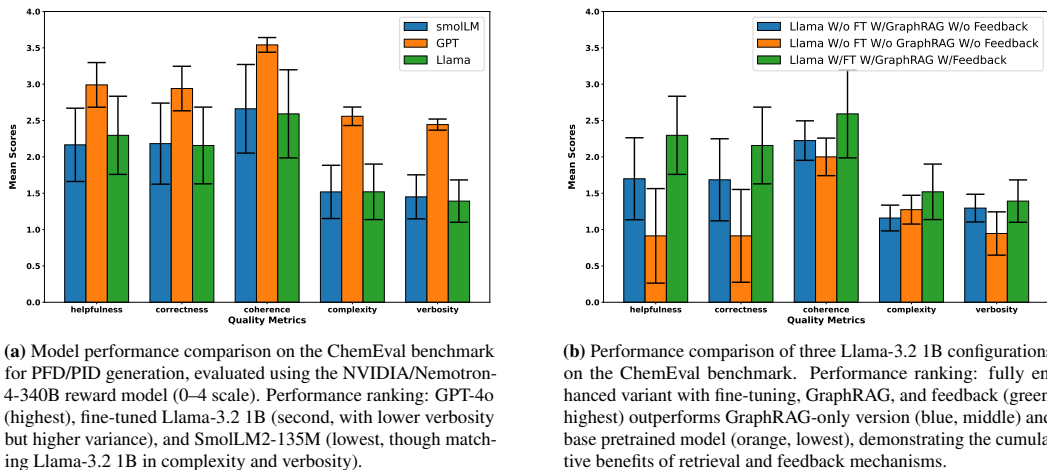 4.0
3.5
3.0
2.5
2.0
1.5
1.0
0.5
0.0
Mean Scores
smolLM
GPT
Llama
helpfulness
correctness
coherence
complexity
verbosity
Quality Metrics
(a) Model performance comparison on the ChemEval benchmark
for PFD/PID generation, evaluated using the NVIDIA/Nemotron-
4-340B reward model (0–4 scale). Performance ranking: GPT-4o
(highest), fine-tuned Llama-3.2 1B (second, with lower verbosity
but higher variance), and SmolLM2-135M (lowest, though match-
ing Llama-3.2 1B in complexity and verbosity).
4.0
3.5
3.0
2.5
2.0
1.5
1.0
0.5
0.0
Mean Scores
Llama W/o FT W/GraphRAG W/o Feedback
Llama W/o FT W/o GraphRAG W/o Feedback
Llama W/FT W/GraphRAG W/Feedback
helpfulness
correctness
coherence
complexity
verbosity
Quality Metrics
(b) Performance comparison of three Llama-3.2 1B configurations
on the ChemEval benchmark. Performance ranking: fully en
hanced variant with fine-tuning, GraphRAG, and feedback (green
highest) outperforms GraphRAG-only version (blue, middle) and
base pretrained model (orange, lowest), demonstrating the cumula
tive benefits of retrieval and feedback mechanisms.